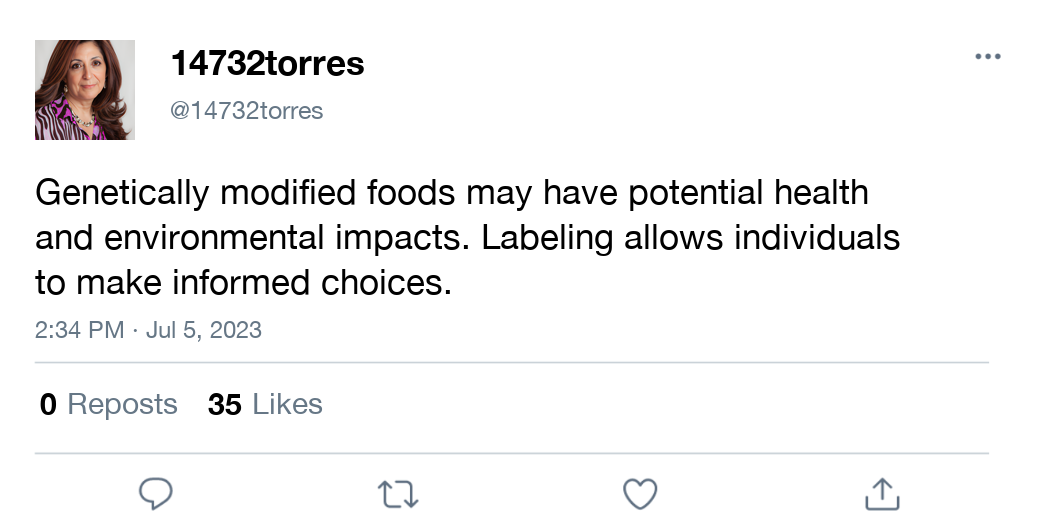 14732torres
@14732torres
Genetically modified foods may have potential health
and environmental impacts. Labeling allows individuals
to make informed choices.
2:34 PM · Jul 5, 2023
0 Reposts 35 Likes